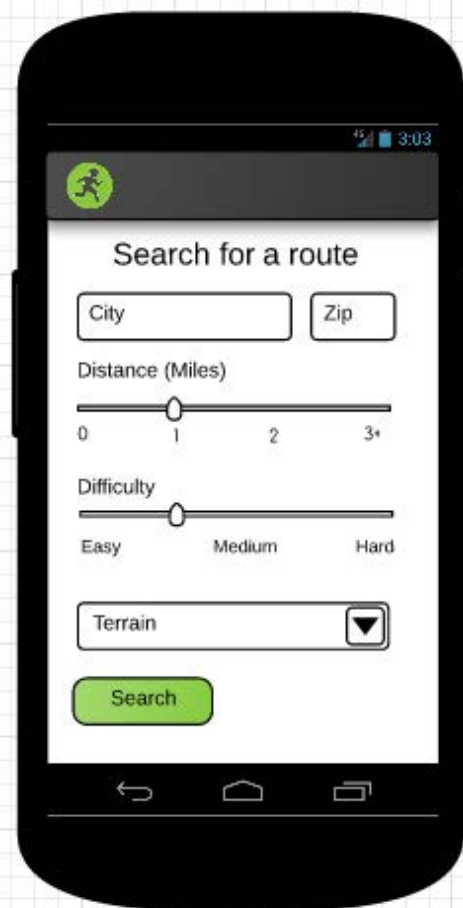 4G 3:03
Search for a route
City Zip
Distance (Miles)
0 1 2 3+
Difficulty
Easy Medium Hard
Terrain
Search